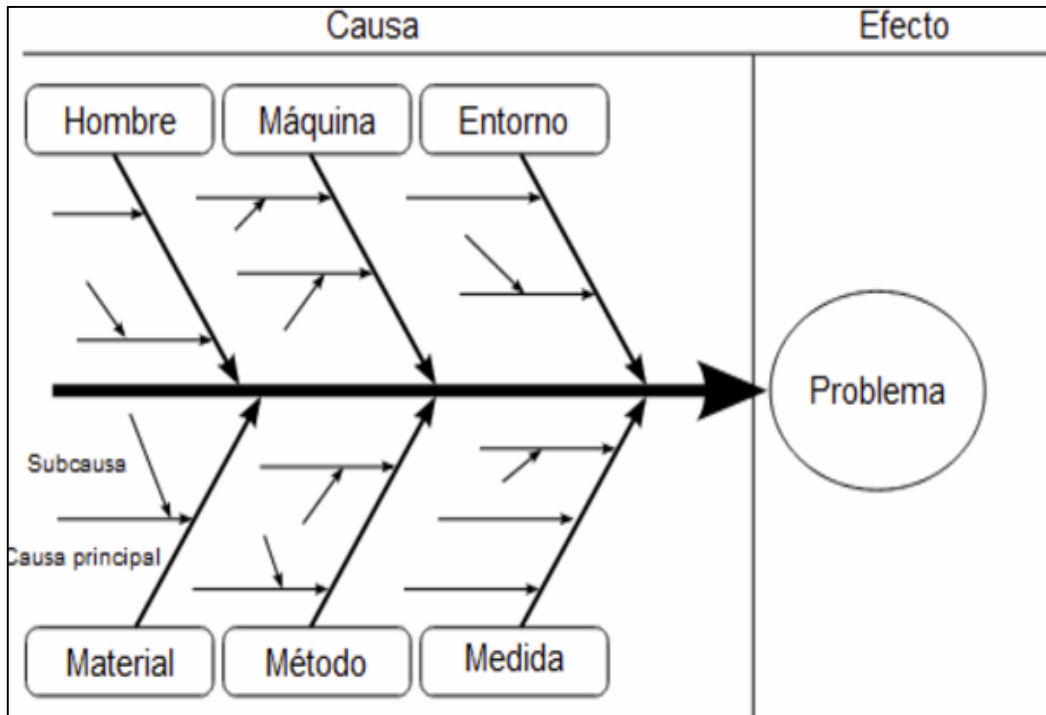 Causa
Efecto
Hombre
Máquina
Entorno
Problema
Subcausa
Causa principal
Material
Método
Medida